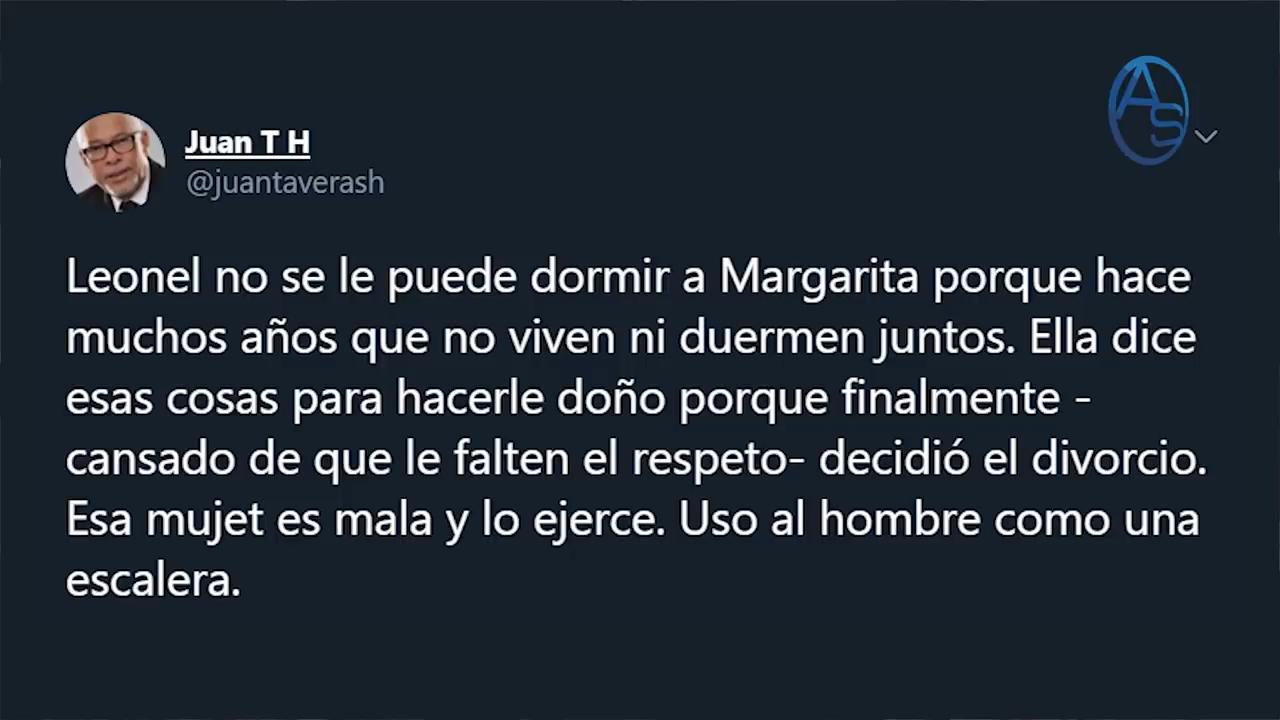 Juan T H
@juantaverash
AS
Leonel no se le puede dormir a Margarita porque hace
muchos años que no viven ni duermen juntos. Ella dice
esas cosas para hacerle doño porque finalmente -
cansado de que le falten el respeto- decidió el divorcio.
Esa mujet es mala y lo ejerce. Uso al hombre como una
escalera.